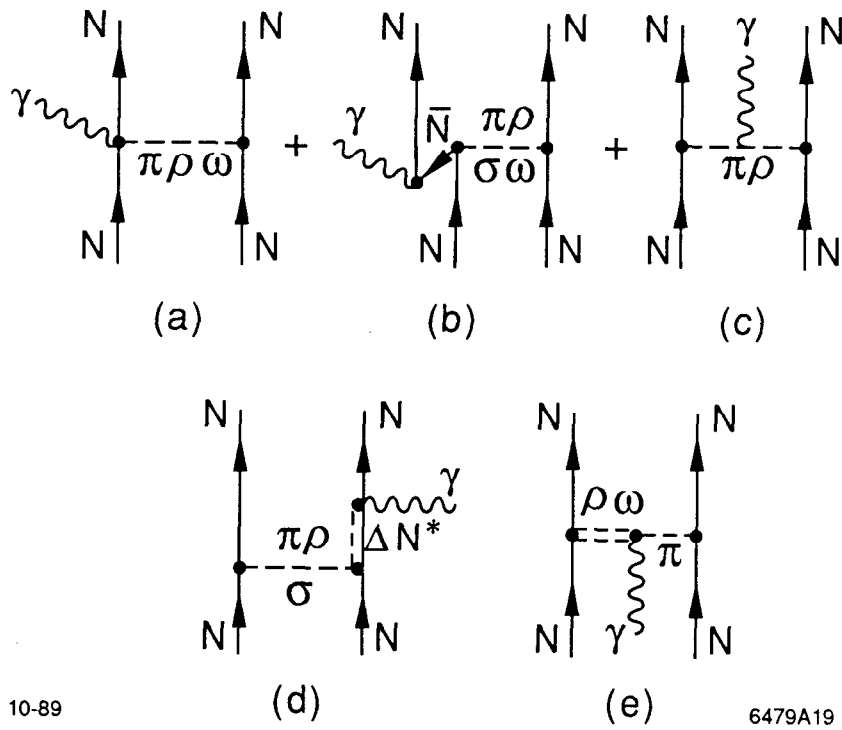 N N N N N N
γ γ γ
N̅ πρ
+ +
πρω σω πρ
N N N N N N
(a) (b) (c)
N N N N
γ
ρω
πρ ΔN*
π
σ
N N N γ N
(d) (e)
10-89 6479A19